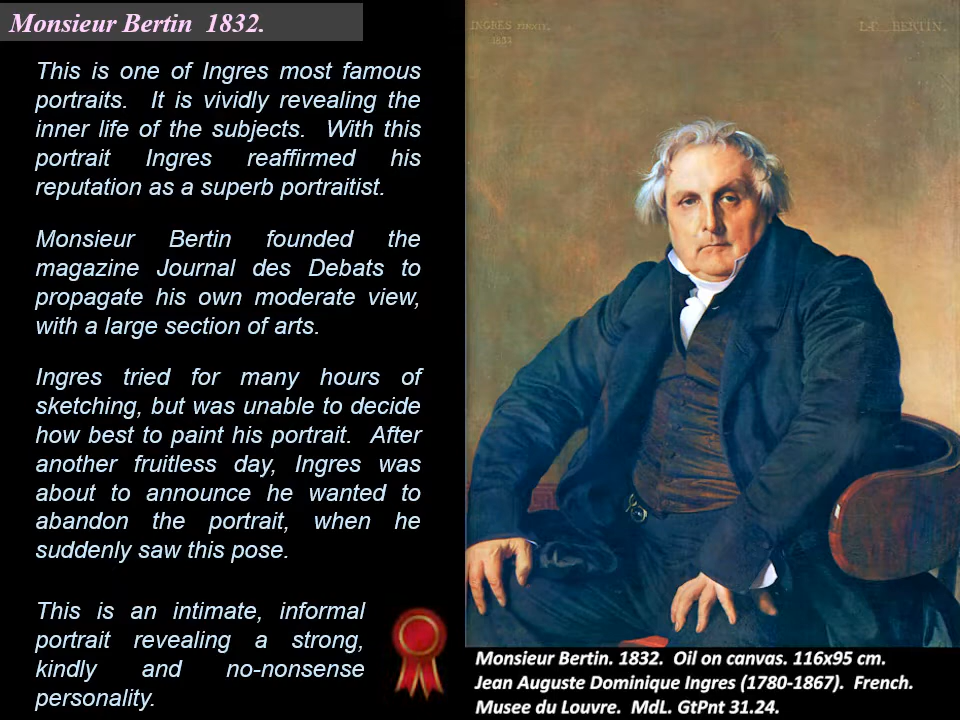 Monsieur Bertin 1832.
This is one of Ingres most famous
portraits. It is vividly revealing the
inner life of the subjects. With this
portrait Ingres reaffirmed his
reputation as a superb portraitist.
Monsieur Bertin founded the
magazine Journal des Debats to
propagate his own moderate view,
with a large section of arts.
Ingres tried for many hours of
sketching, but was unable to decide
how best to paint his portrait. After
another fruitless day, Ingres was
about to announce he wanted to
abandon the portrait, when he
suddenly saw this pose.
This is an intimate, informal
portrait revealing a strong,
kindly and no-nonsense
personality.
INGRES PINXIT.
1832
BERTIN.
Monsieur Bertin. 1832. Oil on canvas. 116x95 cm.
Jean Auguste Dominique Ingres (1780-1867). French.
Musee du Louvre. MdL. GtPnt 31.24.